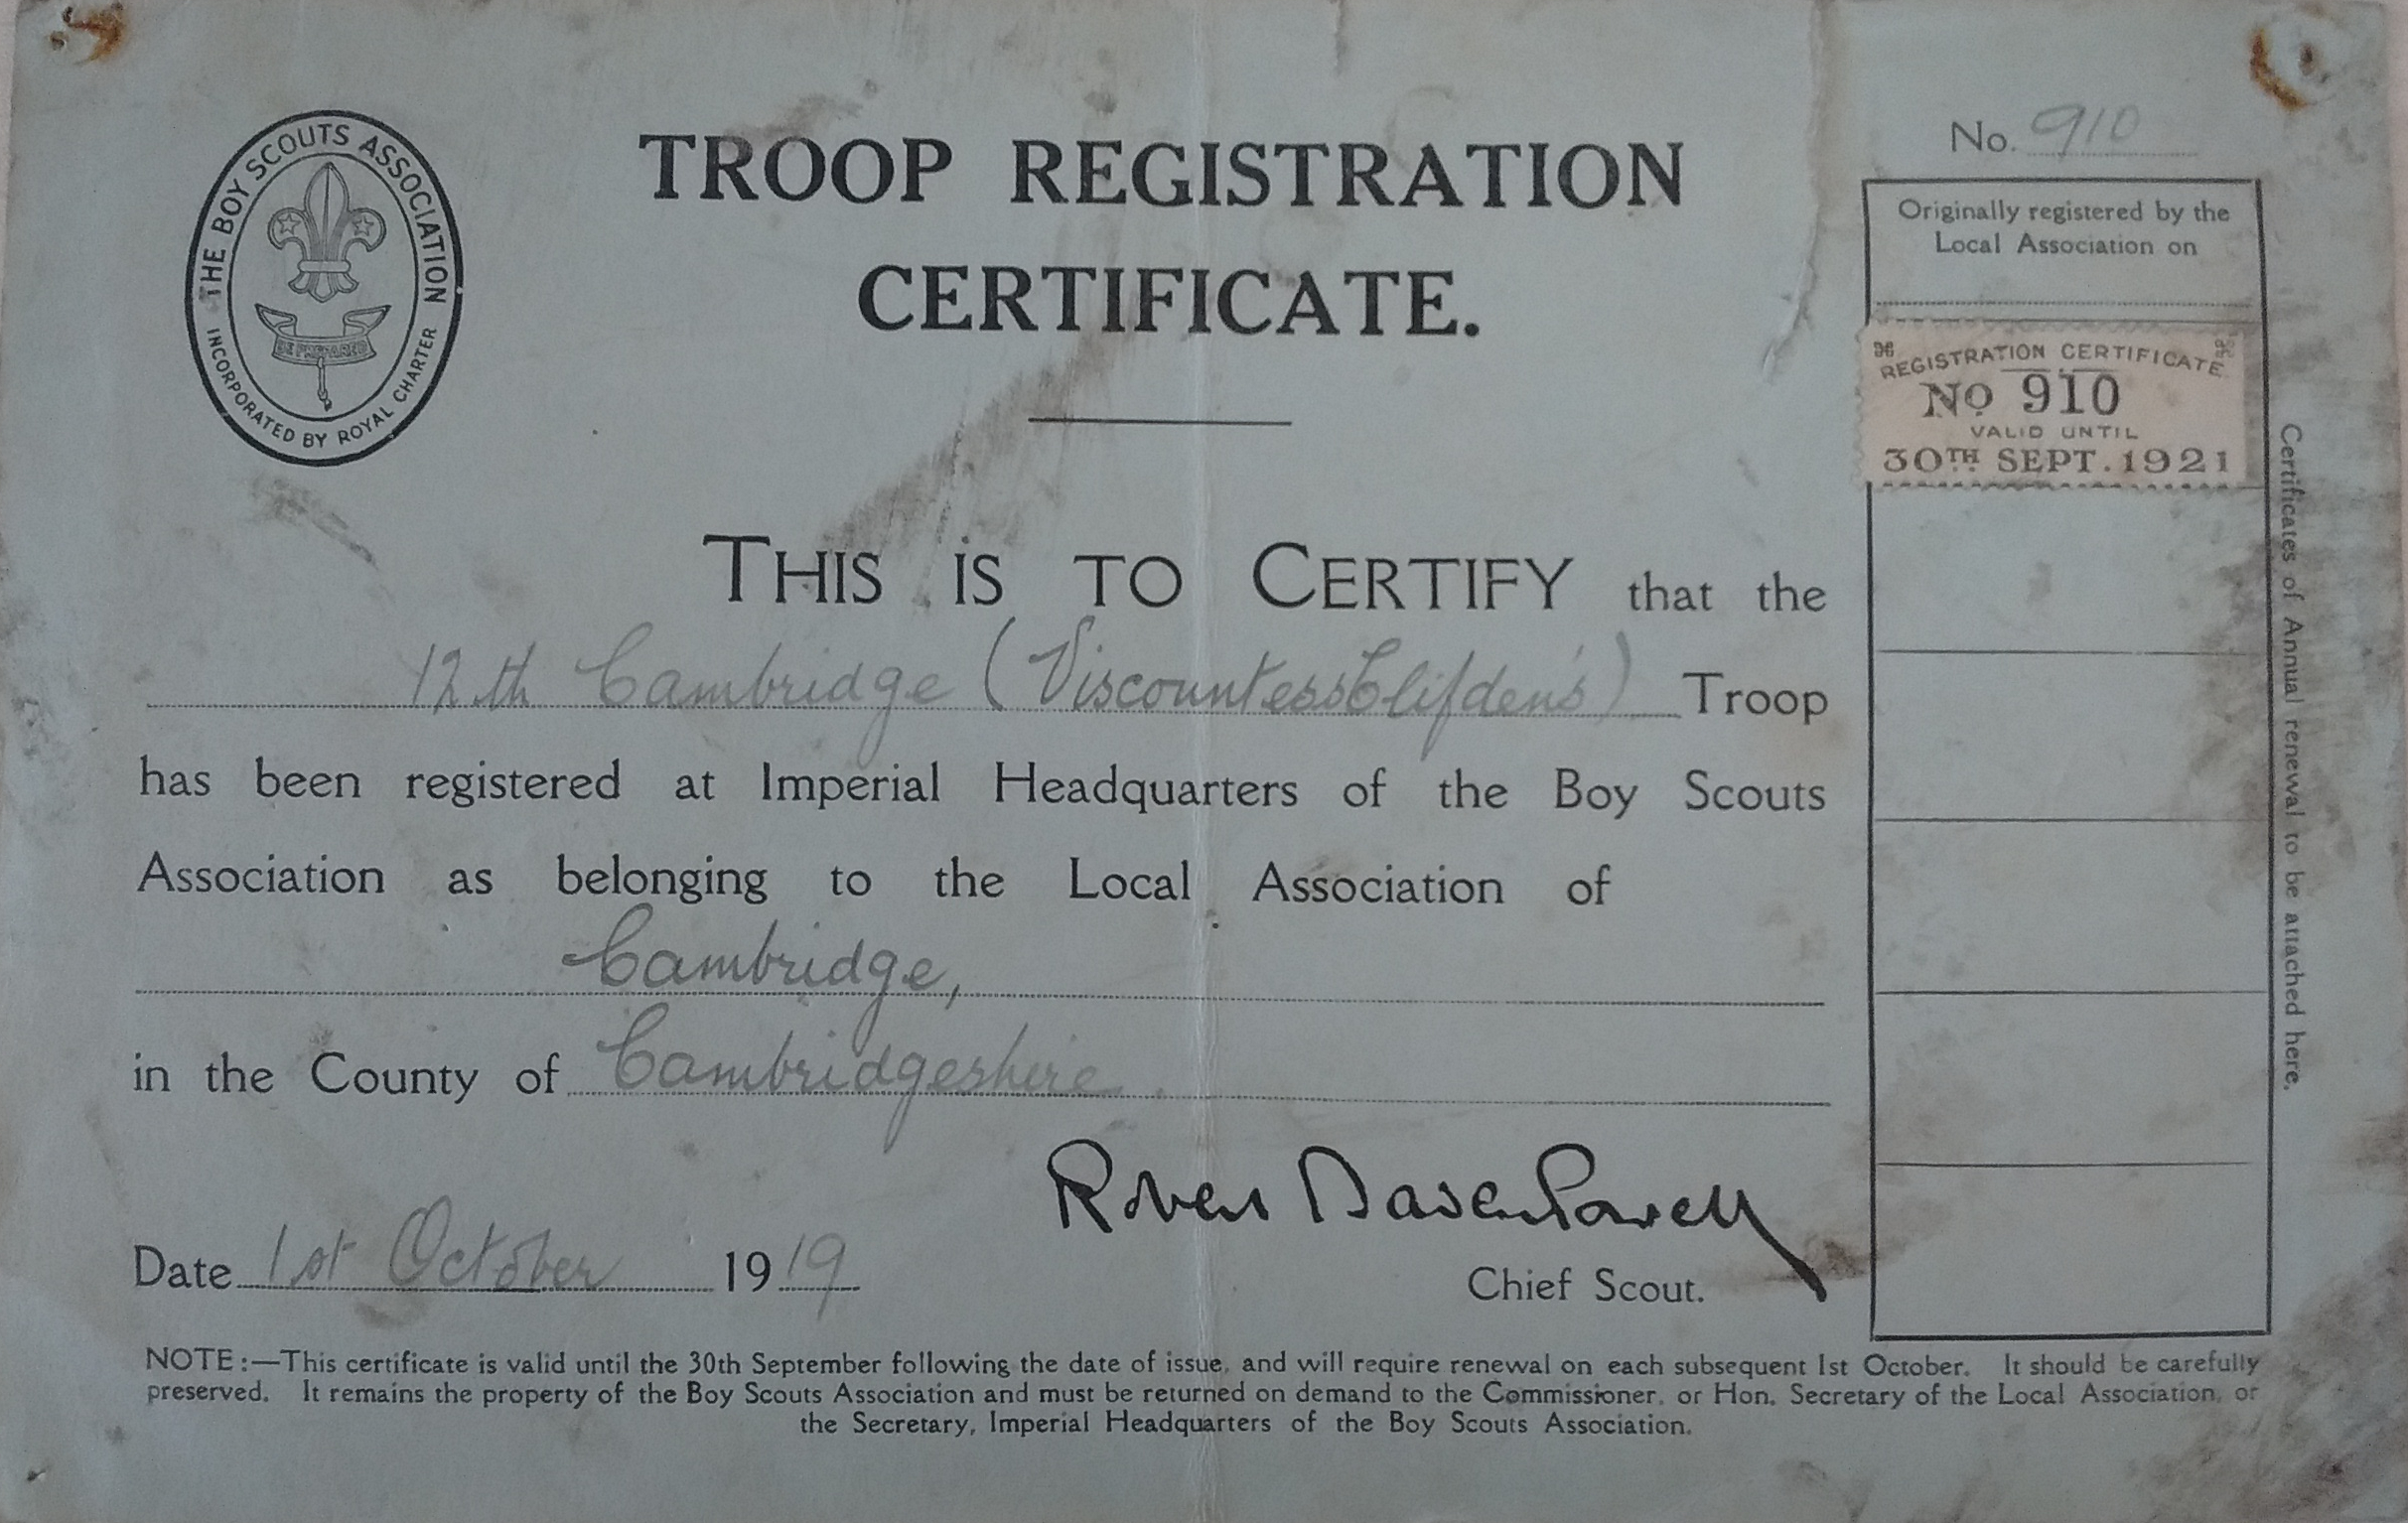 THE BOY SCOUTS ASSOCIATION
INCORPORATED BY ROYAL CHARTER
BE PREPARED
TROOP REGISTRATION
CERTIFICATE.
No. 910
Originally registered by the
Local Association on
REGISTRATION CERTIFICATE
No 910
VALID UNTIL
30TH SEPT. 1921
Certificates of Annual renewal to be attached here.
THIS IS TO CERTIFY that the
12th Cambridge (Viscountess Clifden's) Troop
has been registered at Imperial Headquarters of the Boy Scouts
Association as belonging to the Local Association of
Cambridge,
in the County of Cambridgeshire.
Robert Baden Powell
Chief Scout.
Date 1st October 1919
NOTE:—This certificate is valid until the 30th September following the date of issue, and will require renewal on each subsequent 1st October. It should be carefully
preserved. It remains the property of the Boy Scouts Association and must be returned on demand to the Commissioner, or Hon. Secretary of the Local Association, or
the Secretary, Imperial Headquarters of the Boy Scouts Association.